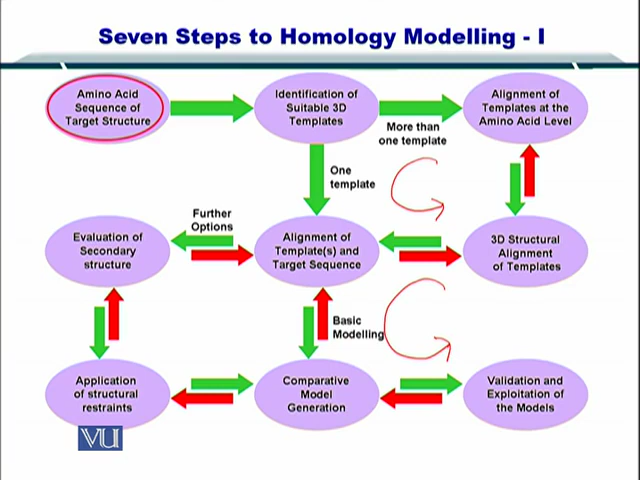 Seven Steps to Homology Modelling - I
Amino Acid
Sequence of
Target Structure
Identification of
Suitable 3D
Templates
Alignment of
Templates at the
Amino Acid Level
More than
one template
One
template
Further
Options
Evaluation of
Secondary
structure
Alignment of
Template(s) and
Target Sequence
3D Structural
Alignment
of Templates
Basic
Modelling
Application
of structural
restraints
Comparative
Model
Generation
Validation and
Exploitation of
the Models
VU